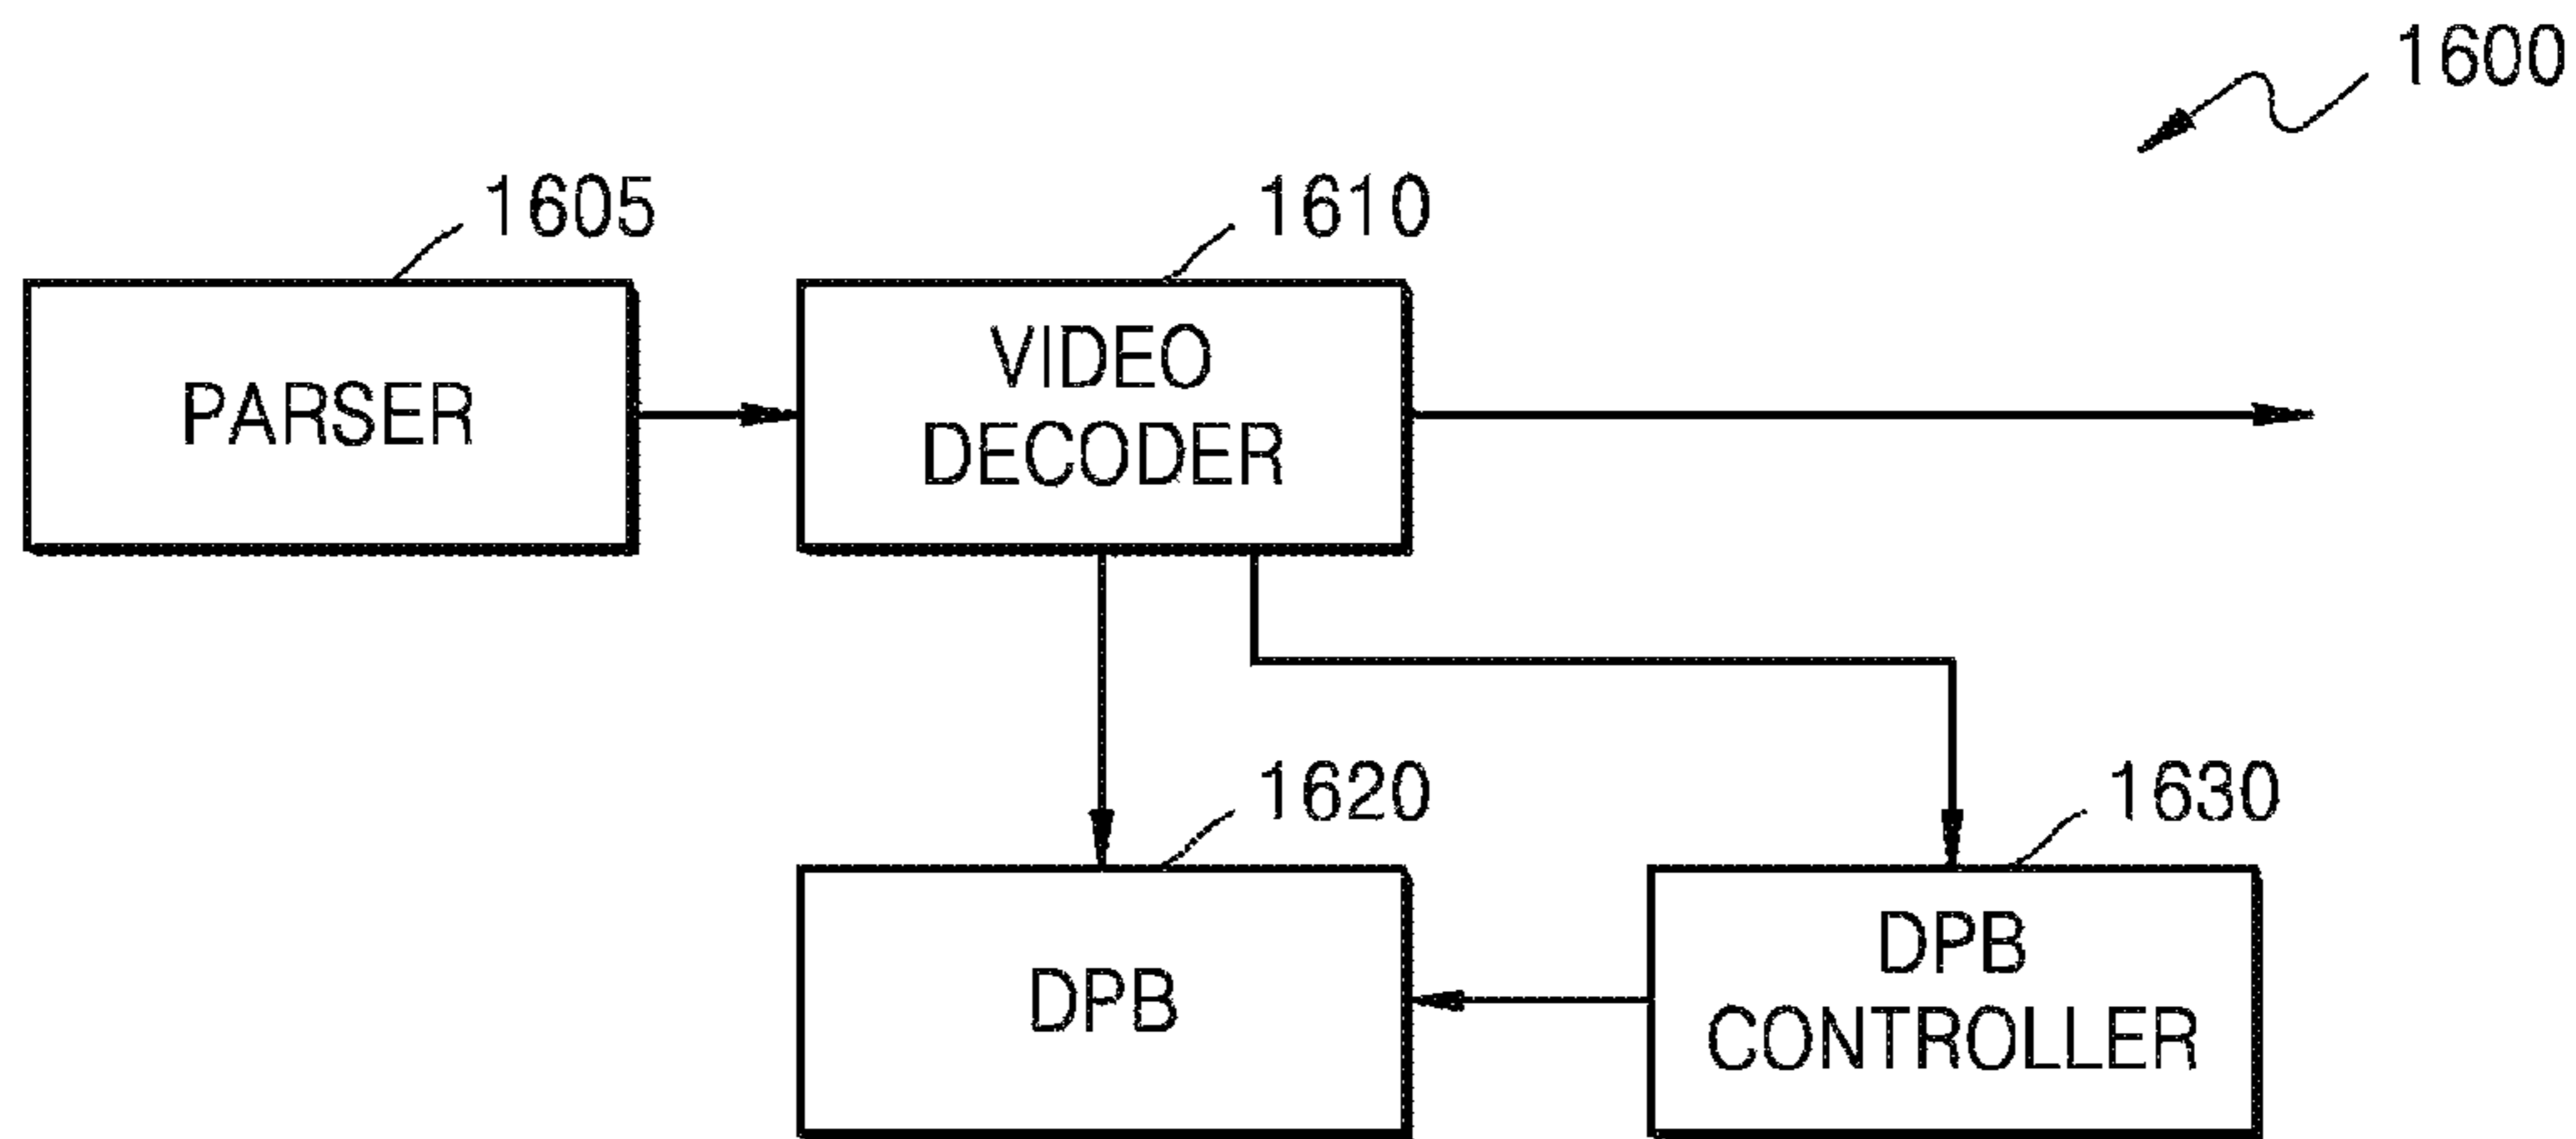 1600
1605
1610
PARSER
VIDEO
DECODER
1620
1630
DPB
DPB
CONTROLLER